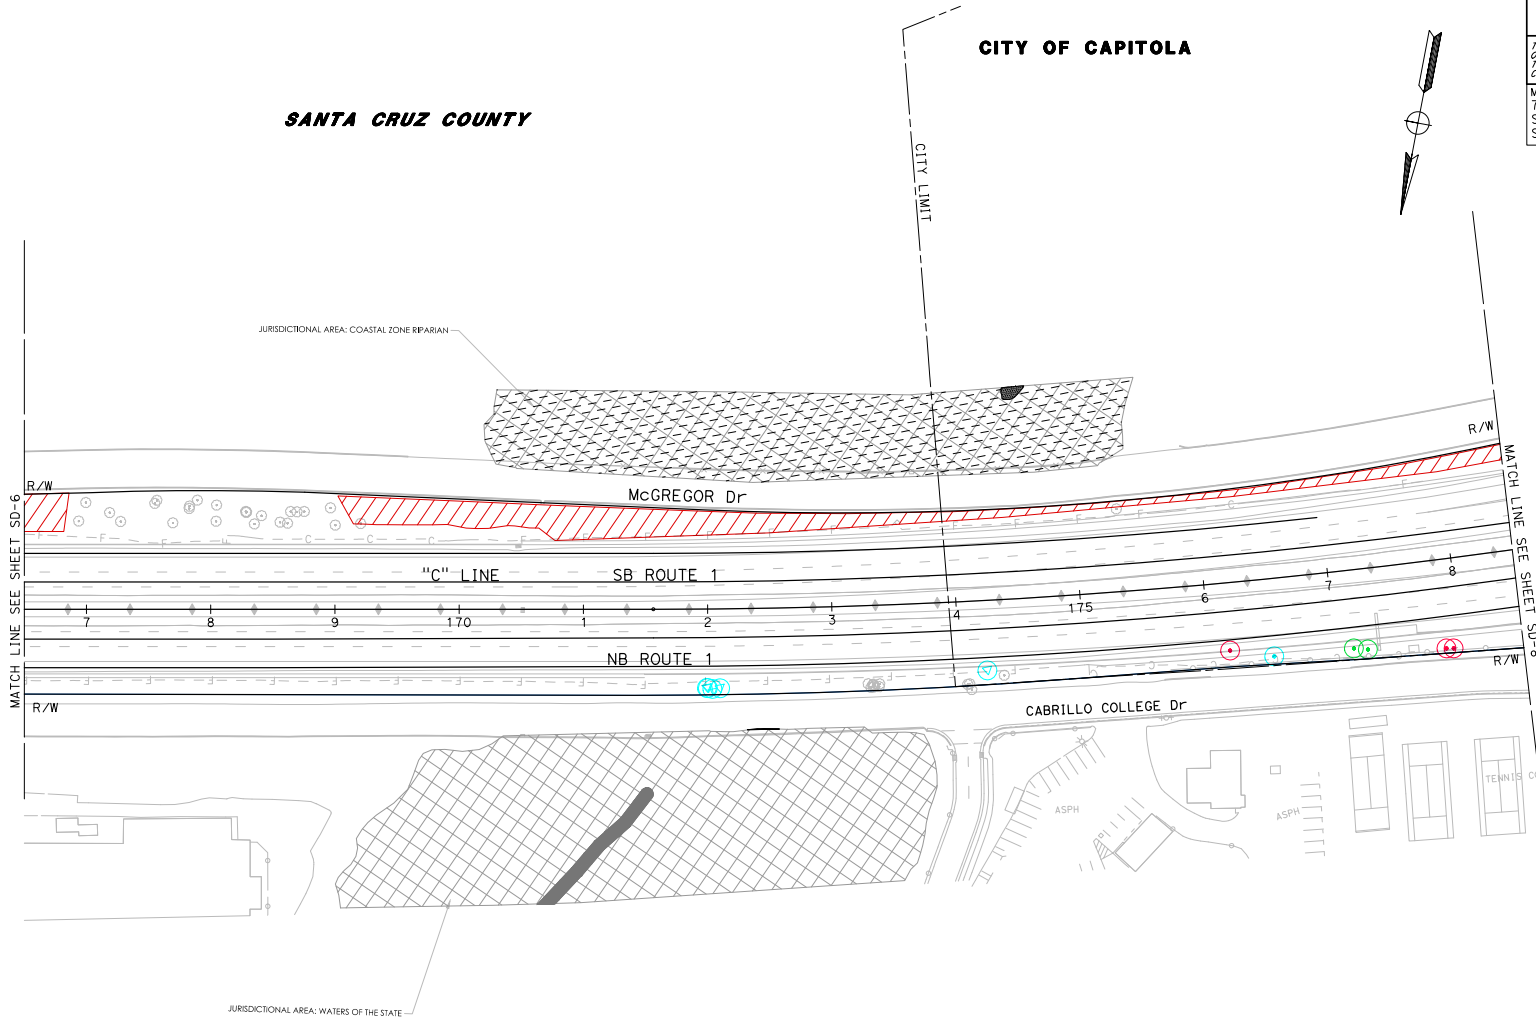 CITY OF CAPITOLA
SANTA CRUZ COUNTY
CITY LIMIT
JURISDICTIONAL AREA: COASTAL ZONE RIPARIAN
R/W
R/W
McGREGOR Dr
MATCH LINE SEE SHEET SD-6
MATCH LINE SEE SHEET SD-8
F F F C C C F F F F F F F F F F C
"C" LINE
SB ROUTE 1
7 8 9 170 1 2 3 4 175 6 7 8
NB ROUTE 1
R/W
R/W
CABRILLO COLLEGE Dr
ASPH
ASPH
TENNIS CO
JURISDICTIONAL AREA: WATERS OF THE STATE